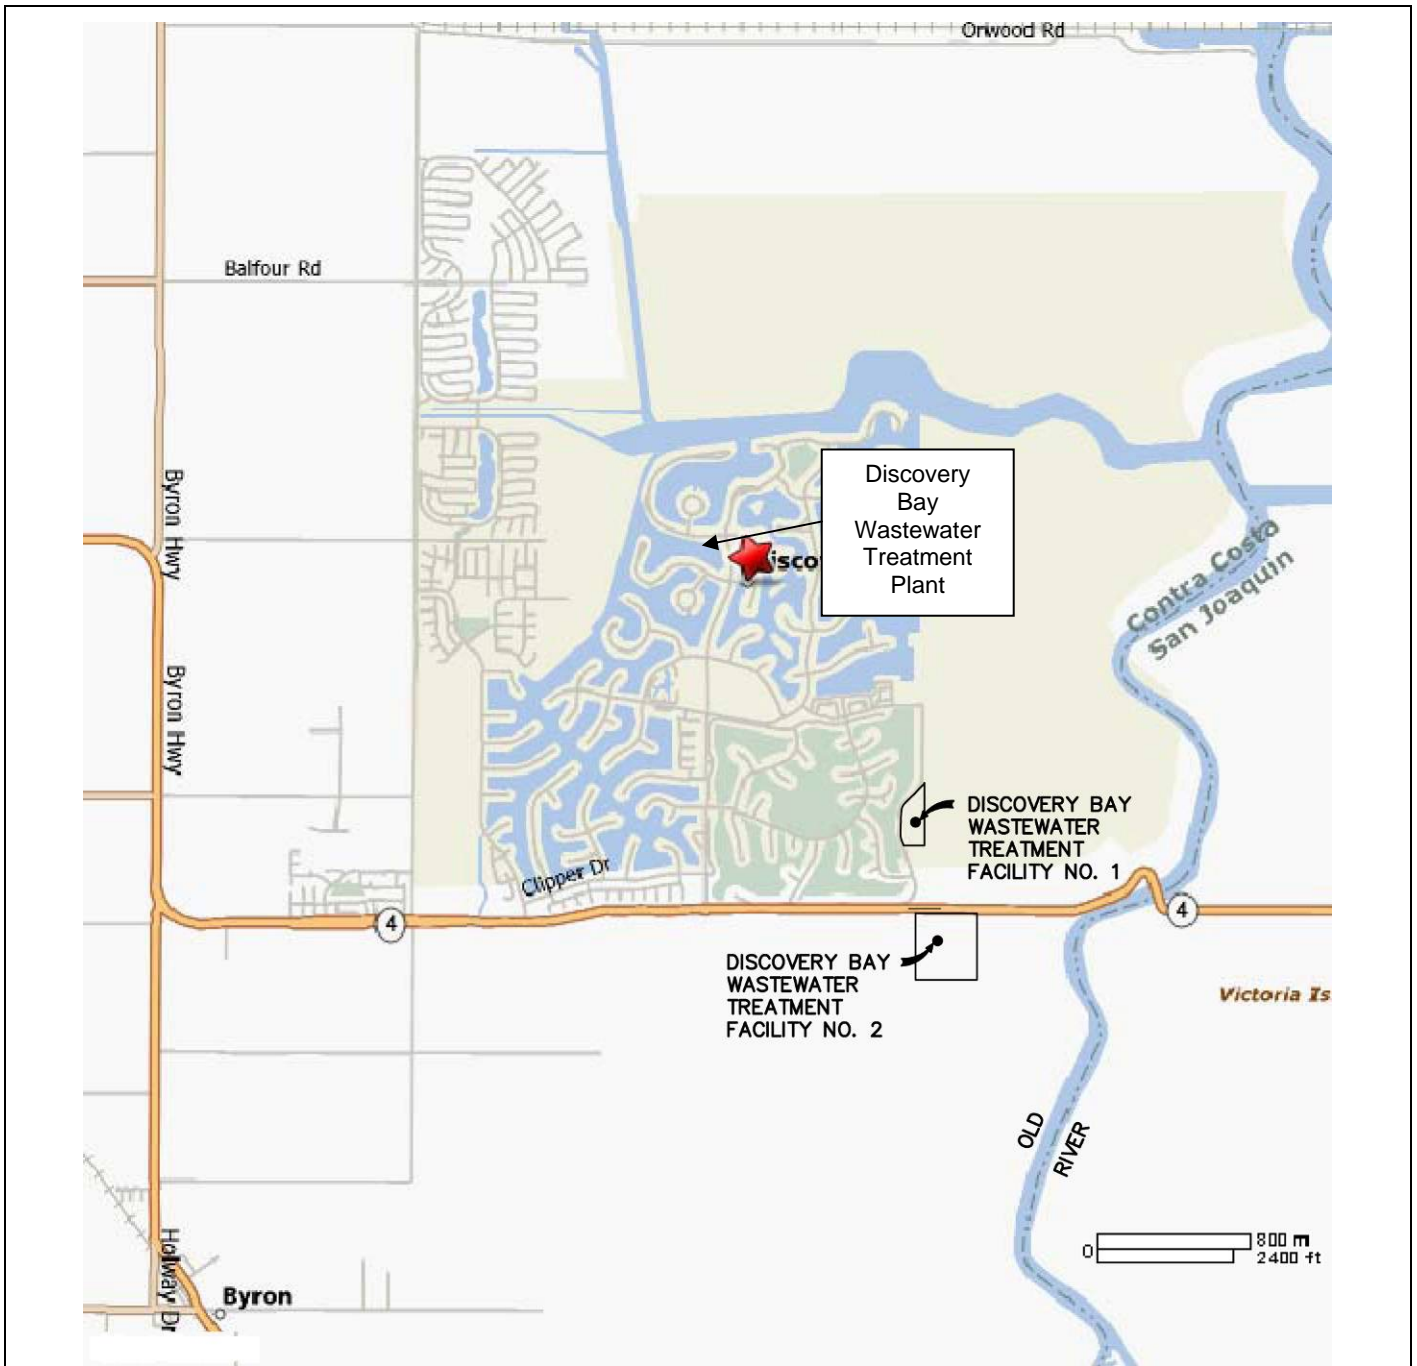 Orwood Rd
Balfour Rd
Byron Hwy
Discovery
Bay
Wastewater
Treatment
Plant
isco
Contra Costa
San Joaquin
Byron Hwy
DISCOVERY BAY
WASTEWATER
TREATMENT
FACILITY NO. 1
Clipper Dr
4
4
DISCOVERY BAY
WASTEWATER
TREATMENT
FACILITY NO. 2
Victoria Is
OLD
RIVER
0
800 m
2400 ft
Holway Dr
Byron